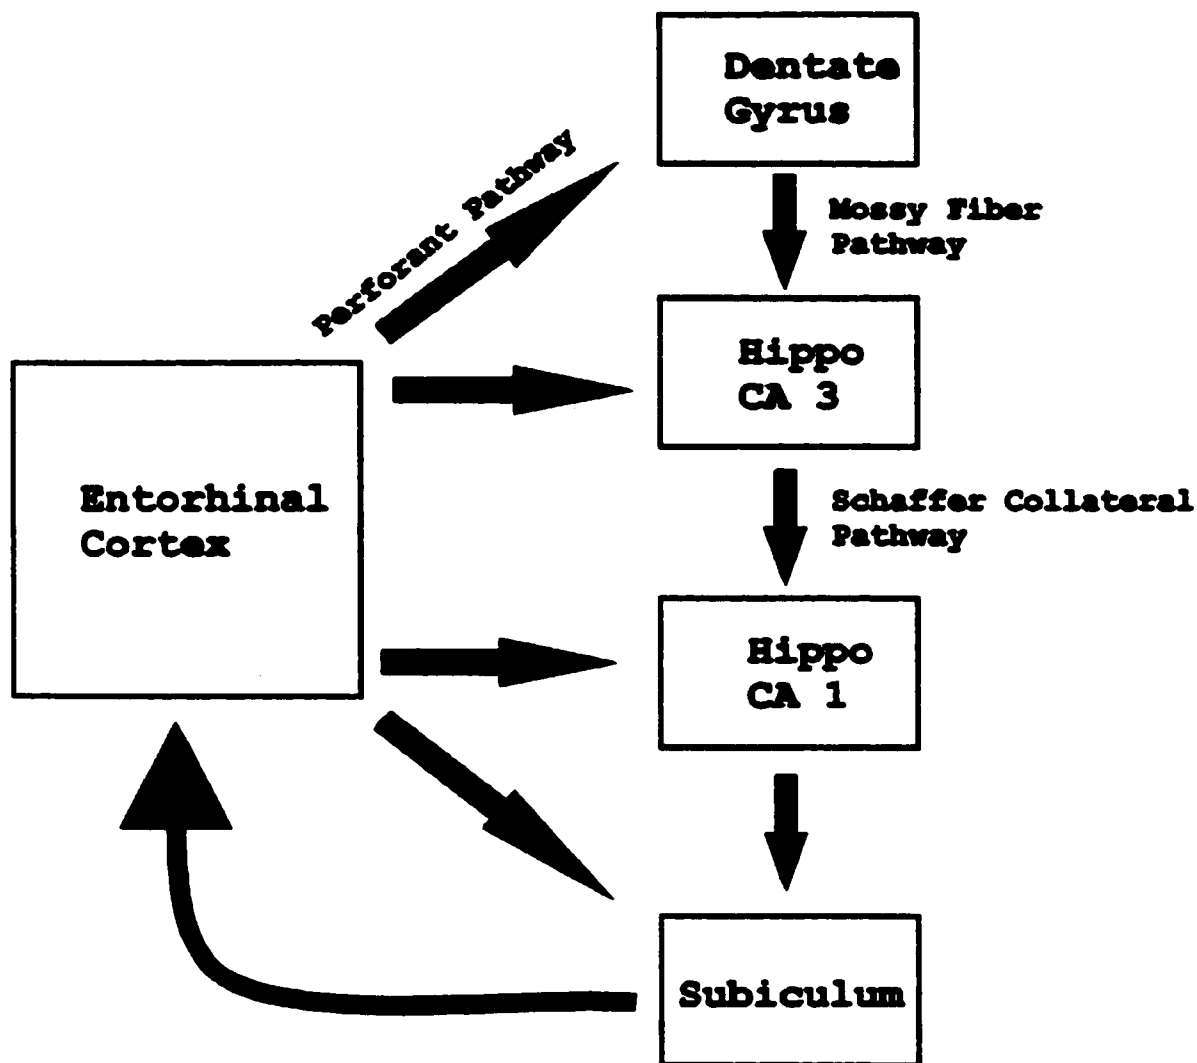 Dentate
Gyrus
Perforant Pathway
Mossy Fiber
Pathway
Hippo
CA 3
Entorhinal
Cortex
Schaffer Collateral
Pathway
Hippo
CA 1
Subiculum